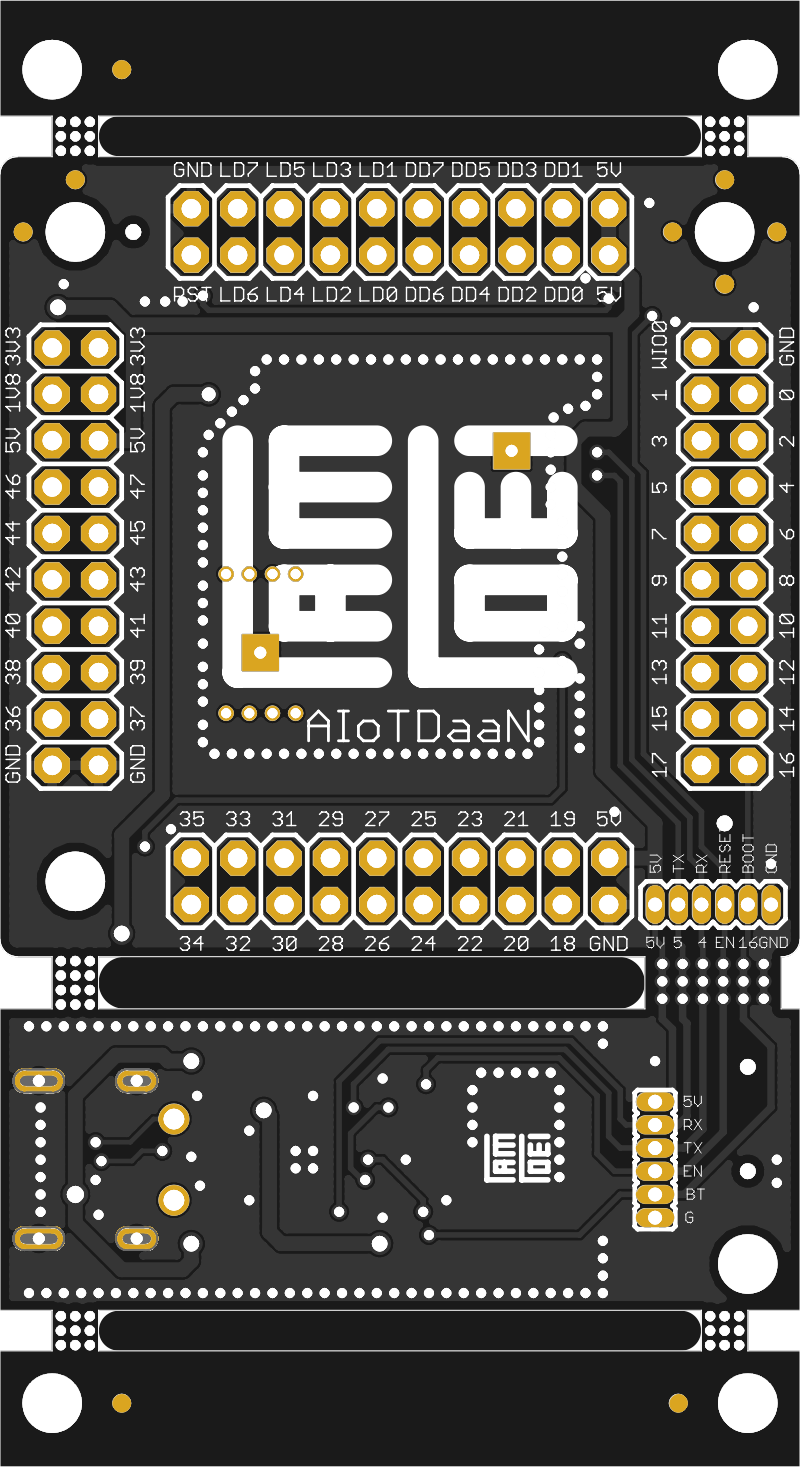 GND LD7 LD5 LD3 LD1 DD7 DD5 DD3 DD1 5V
RST LD6 LD4 LD2 LD0 DD6 DD4 DD2 DD0 5V
3V3 3V3
1V8 1V8
5V 5V
46 47
44 45
42 43
40 41
38 39
36 37
GND GND
WIO0 GND
1 0
3 2
5 4
7 6
9 8
11 10
13 12
15 14
17 16
LAMLOEI
AIoTDaaN
35 33 31 29 27 25 23 21 19 5V
34 32 30 28 26 24 22 20 18 GND
5V TX RX RESE BOOT GND
5V 5 4 EN 16 GND
5V
RX
TX
EN
BT
G